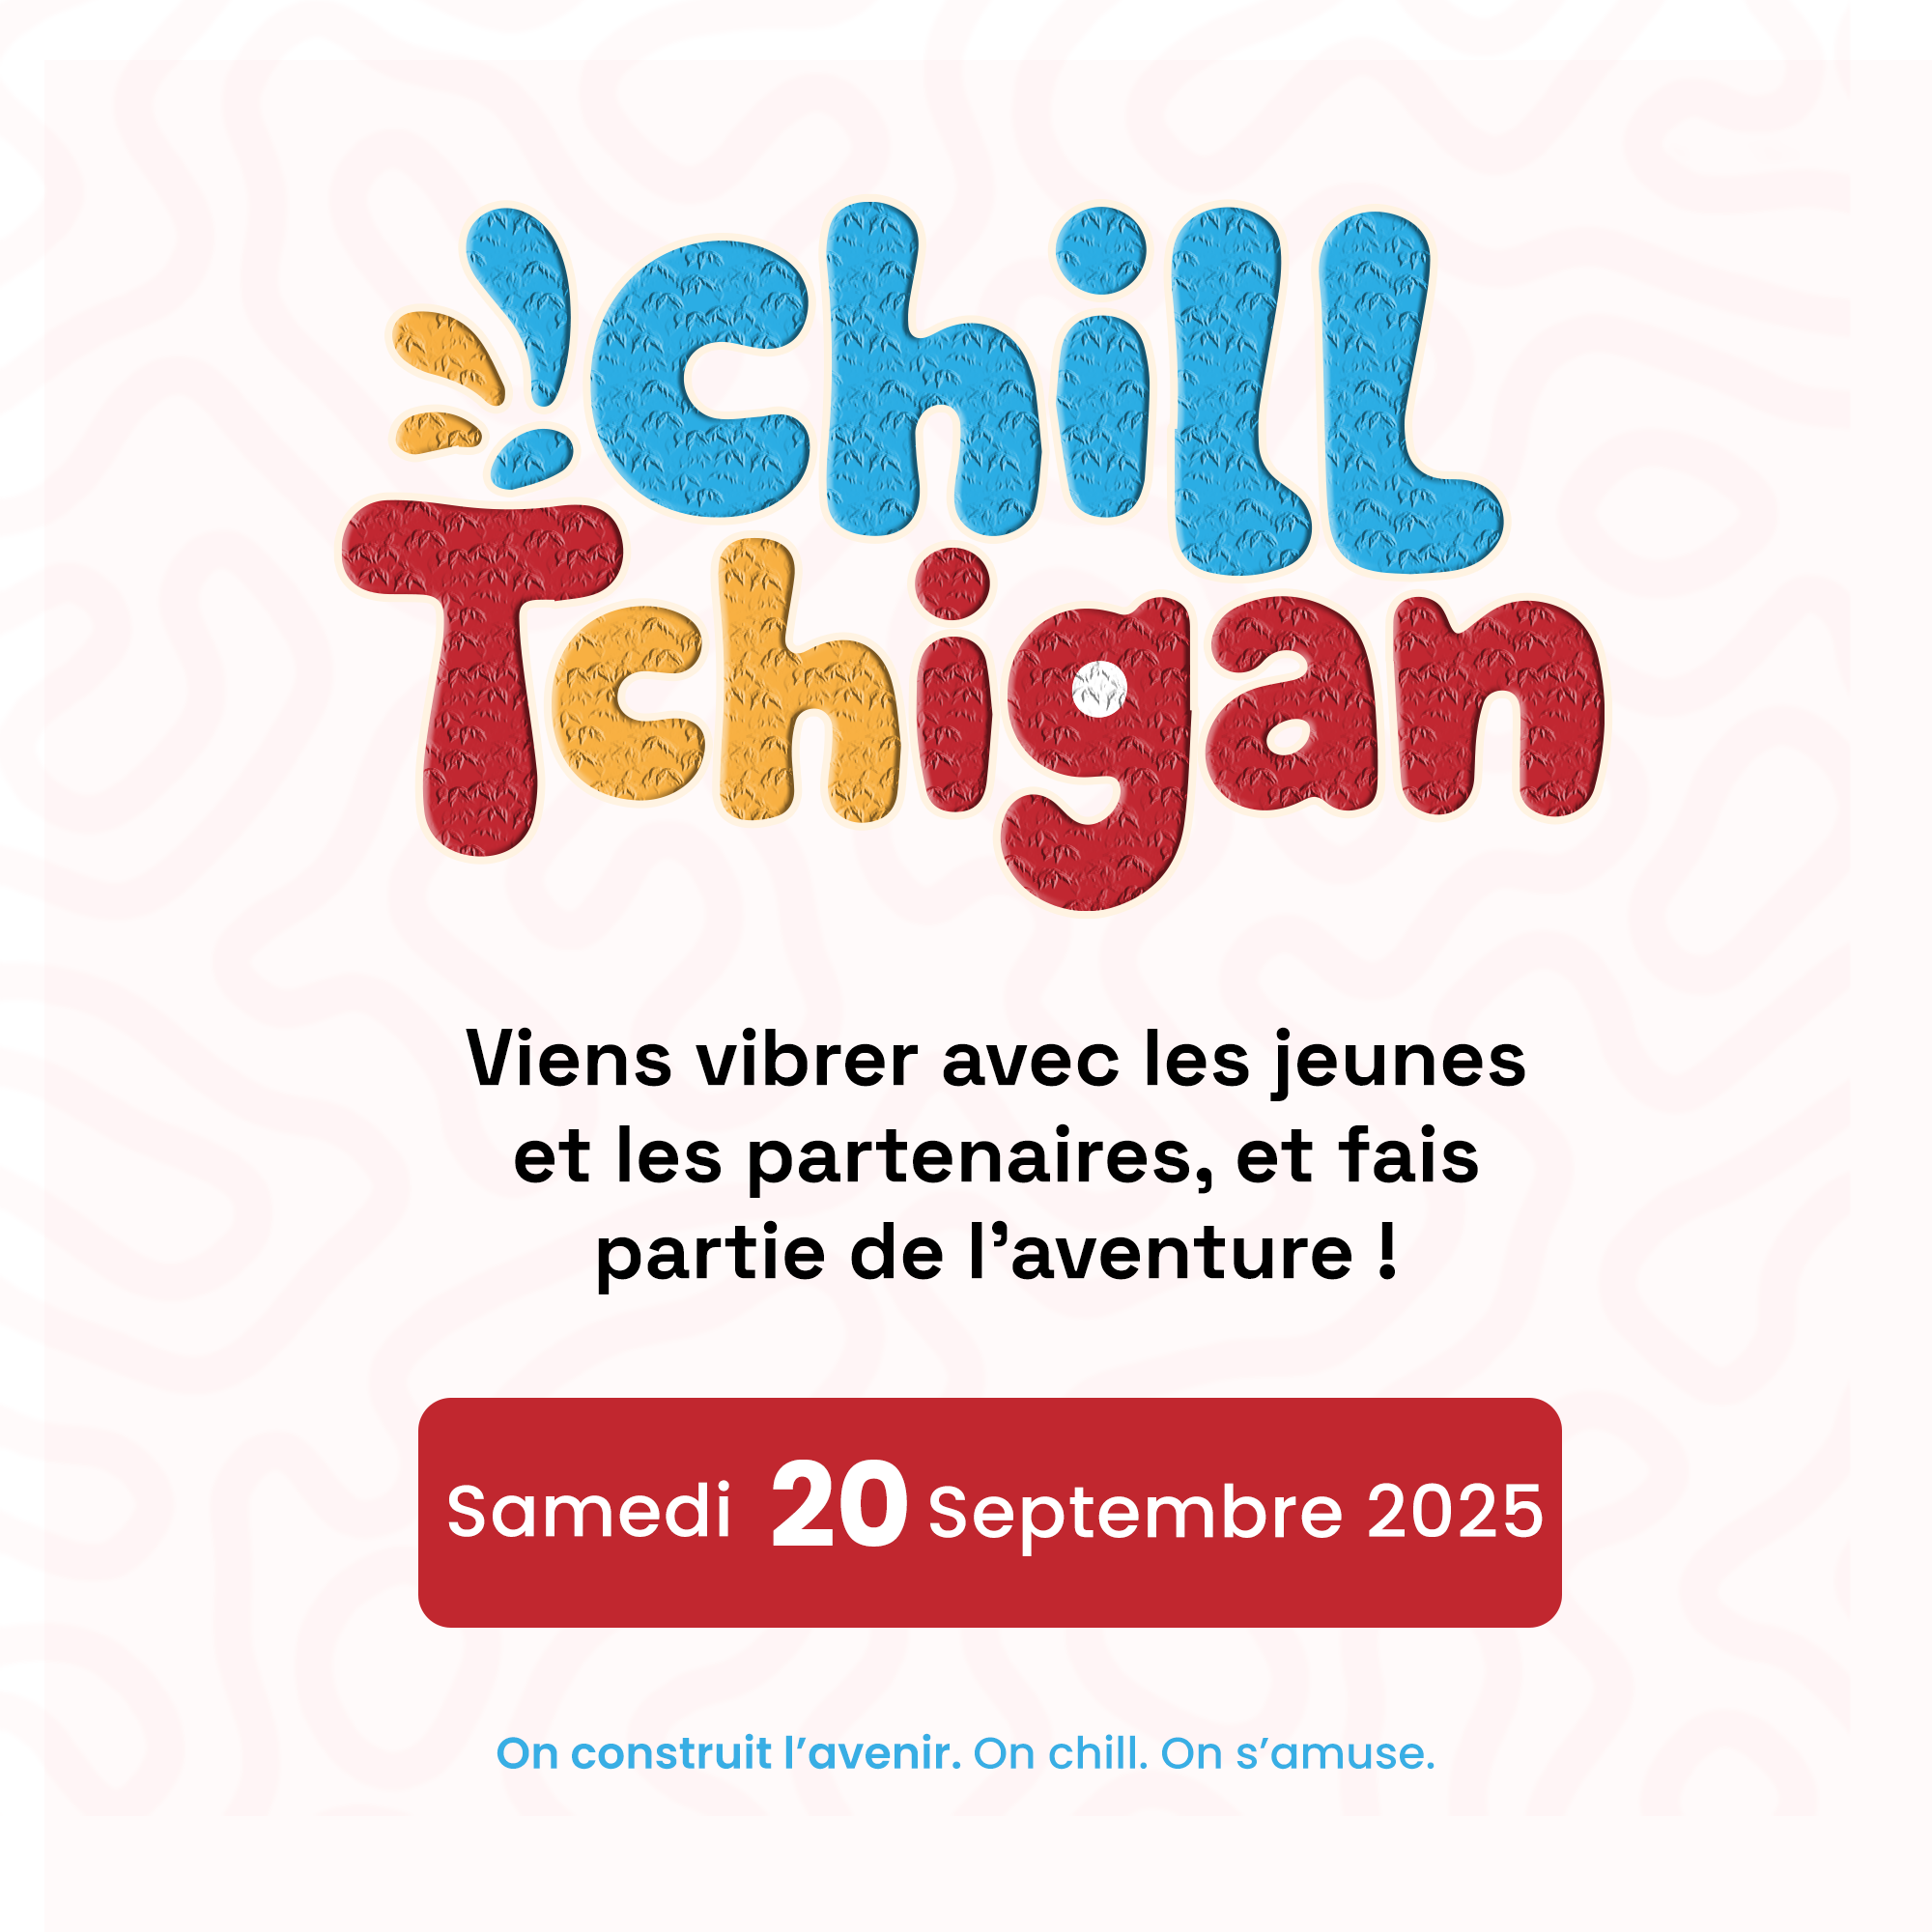 Chill
Tchigan
Viens vibrer avec les jeunes
et les partenaires, et fais
partie de l’aventure !
Samedi 20 Septembre 2025
On construit l’avenir. On chill. On s’amuse.